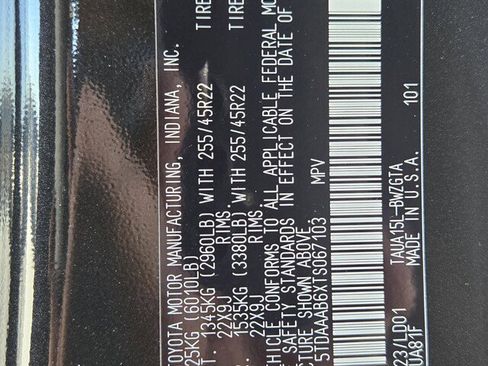 TOYOTA MOTOR MANUFACTURING, INDIANA, INC.
25KG (6010LB)
1345KG (2960LB) WITH 255/45R22 TIRE
22X9J RIMS
1535KG (3380LB) WITH 255/45R22 TIRE
22X9J RIMS
VEHICLE CONFORMS TO ALL APPLICABLE FEDERAL MO
SAFETY STANDARDS IN EFFECT ON THE DATE OF
CTURE SHOWN ABOVE.
5TDAAAB6XTS067103 MPV
23/LD01 TAUA15L-BWZGTA 101
UA81F MADE IN U.S.A.